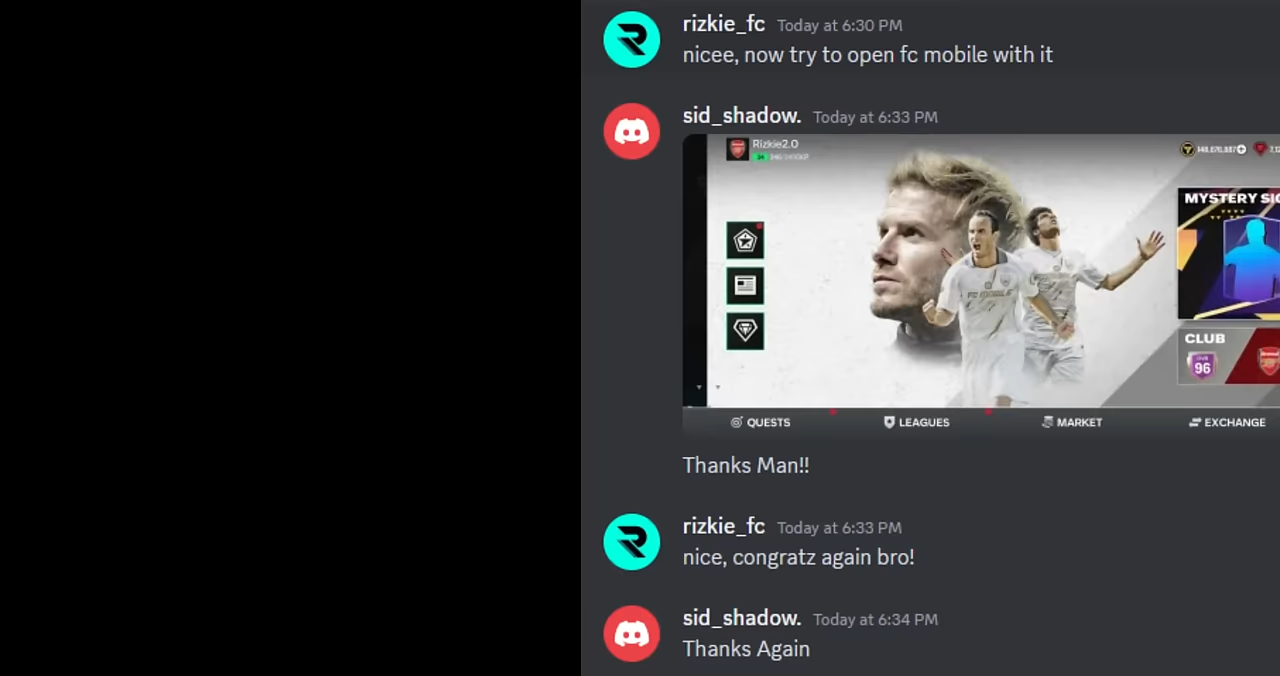 rizkie_fc Today at 6:30 PM
nicee, now try to open fc mobile with it
sid_shadow. Today at 6:33 PM
Rizkie2.0
MYSTERY SIG
FC MOBILE
CLUB
96
QUESTS LEAGUES MARKET EXCHANGE
Thanks Man!!
rizkie_fc Today at 6:33 PM
nice, congratz again bro!
sid_shadow. Today at 6:34 PM
Thanks Again